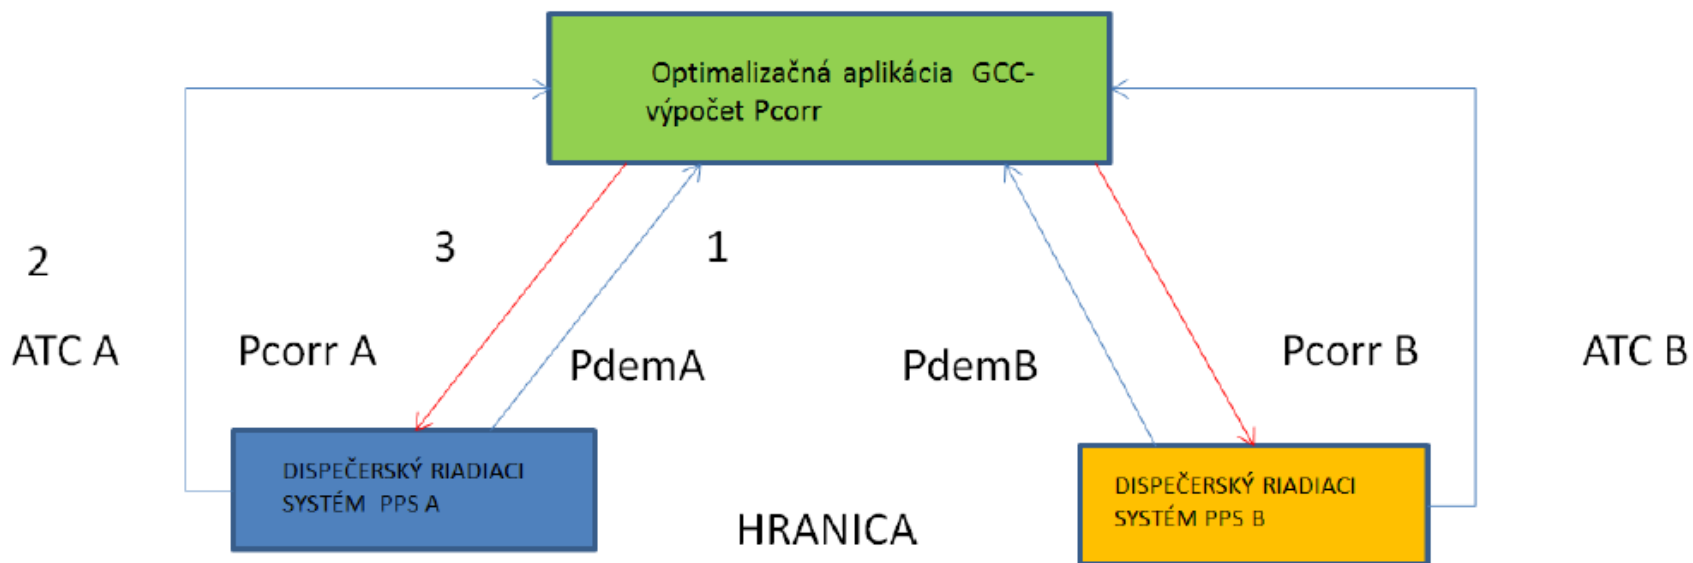 Optimalizačná aplikácia GCC-
výpočet Pcorr
3
1
2
ATC A
Pcorr A
PdemA
PdemB
Pcorr B
ATC B
DISPEČERSKÝ RIADIACI
SYSTÉM PPS A
DISPEČERSKÝ RIADIACI
SYSTÉM PPS B
HRANICA